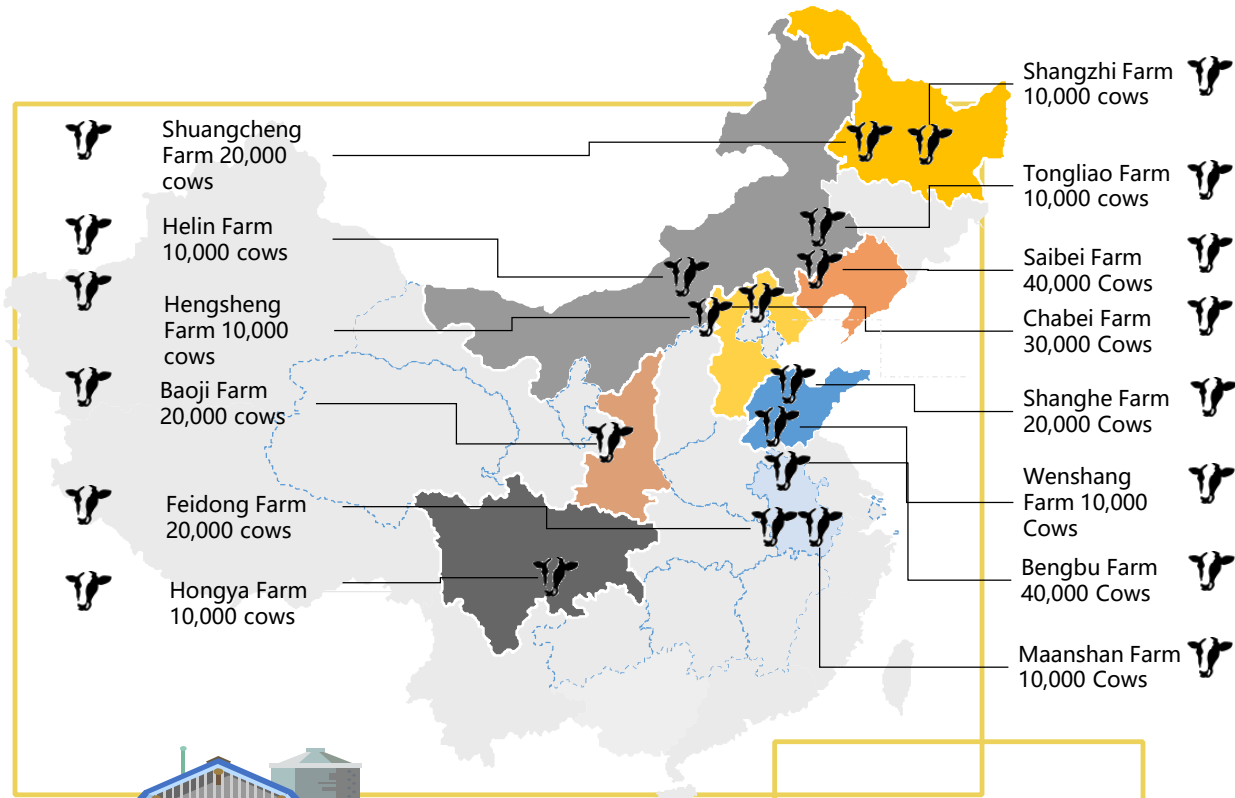 Shuangcheng
Farm 20,000
cows
Helin Farm
10,000 cows
Hengsheng
Farm 10,000
cows
Baoji Farm
20,000 cows
Feidong Farm
20,000 cows
Hongya Farm
10,000 cows
Shangzhi Farm
10,000 cows
Tongliao Farm
10,000 cows
Saibei Farm
40,000 Cows
Chabei Farm
30,000 Cows
Shanghe Farm
20,000 Cows
Wenshang
Farm 10,000
Cows
Bengbu Farm
40,000 Cows
Maanshan Farm
10,000 Cows